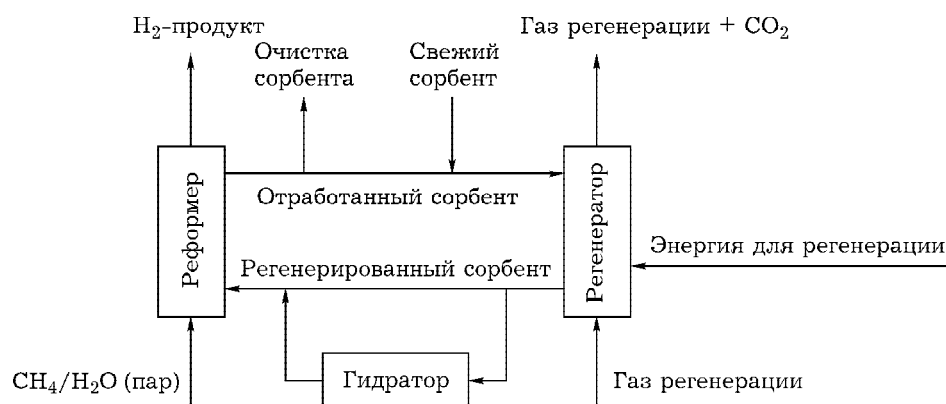 H₂-продукт
Газ регенерации + CO₂
Очистка
сорбента
Свежий
сорбент
Реформер
Отработанный сорбент
Регенератор
Энергия для регенерации
Регенерированный сорбент
CH₄/H₂O (пар)
Гидратор
Газ регенерации